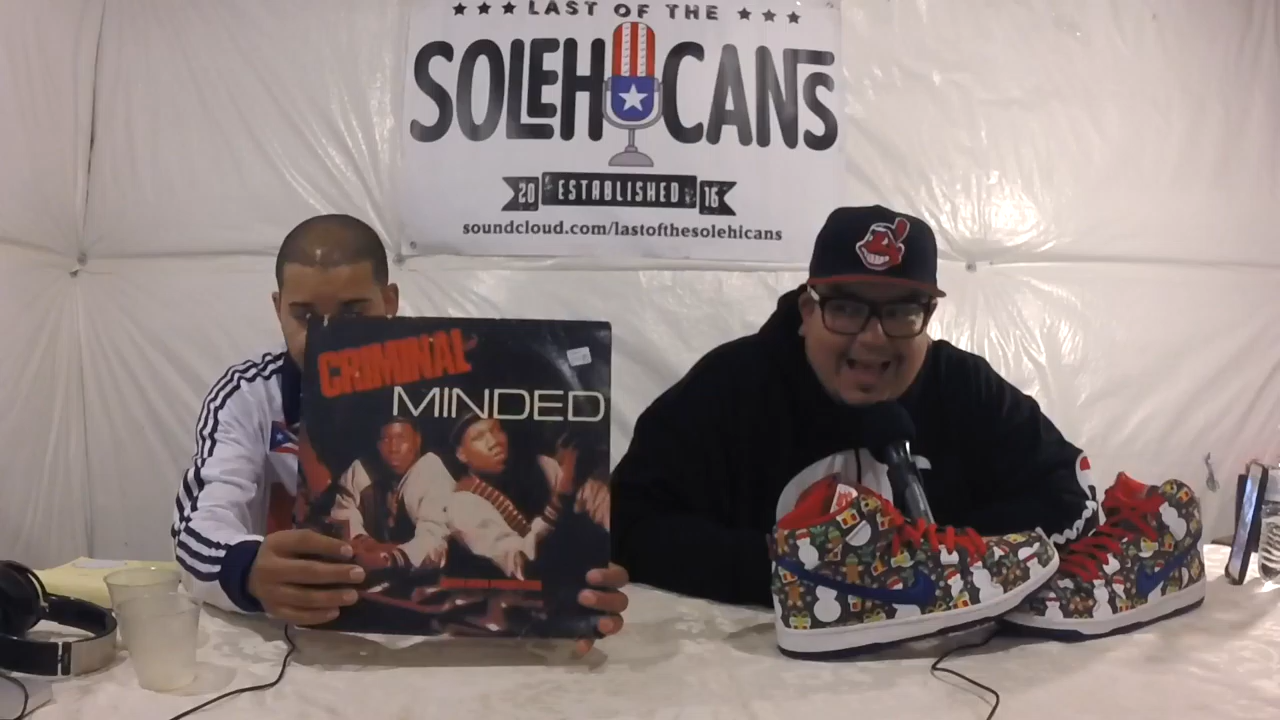 ★★★ LAST OF THE ★★★
SOLEHICANS
20 ESTABLISHED 16
soundcloud.com/lastofthesolehicans
CRIMINAL
MINDED